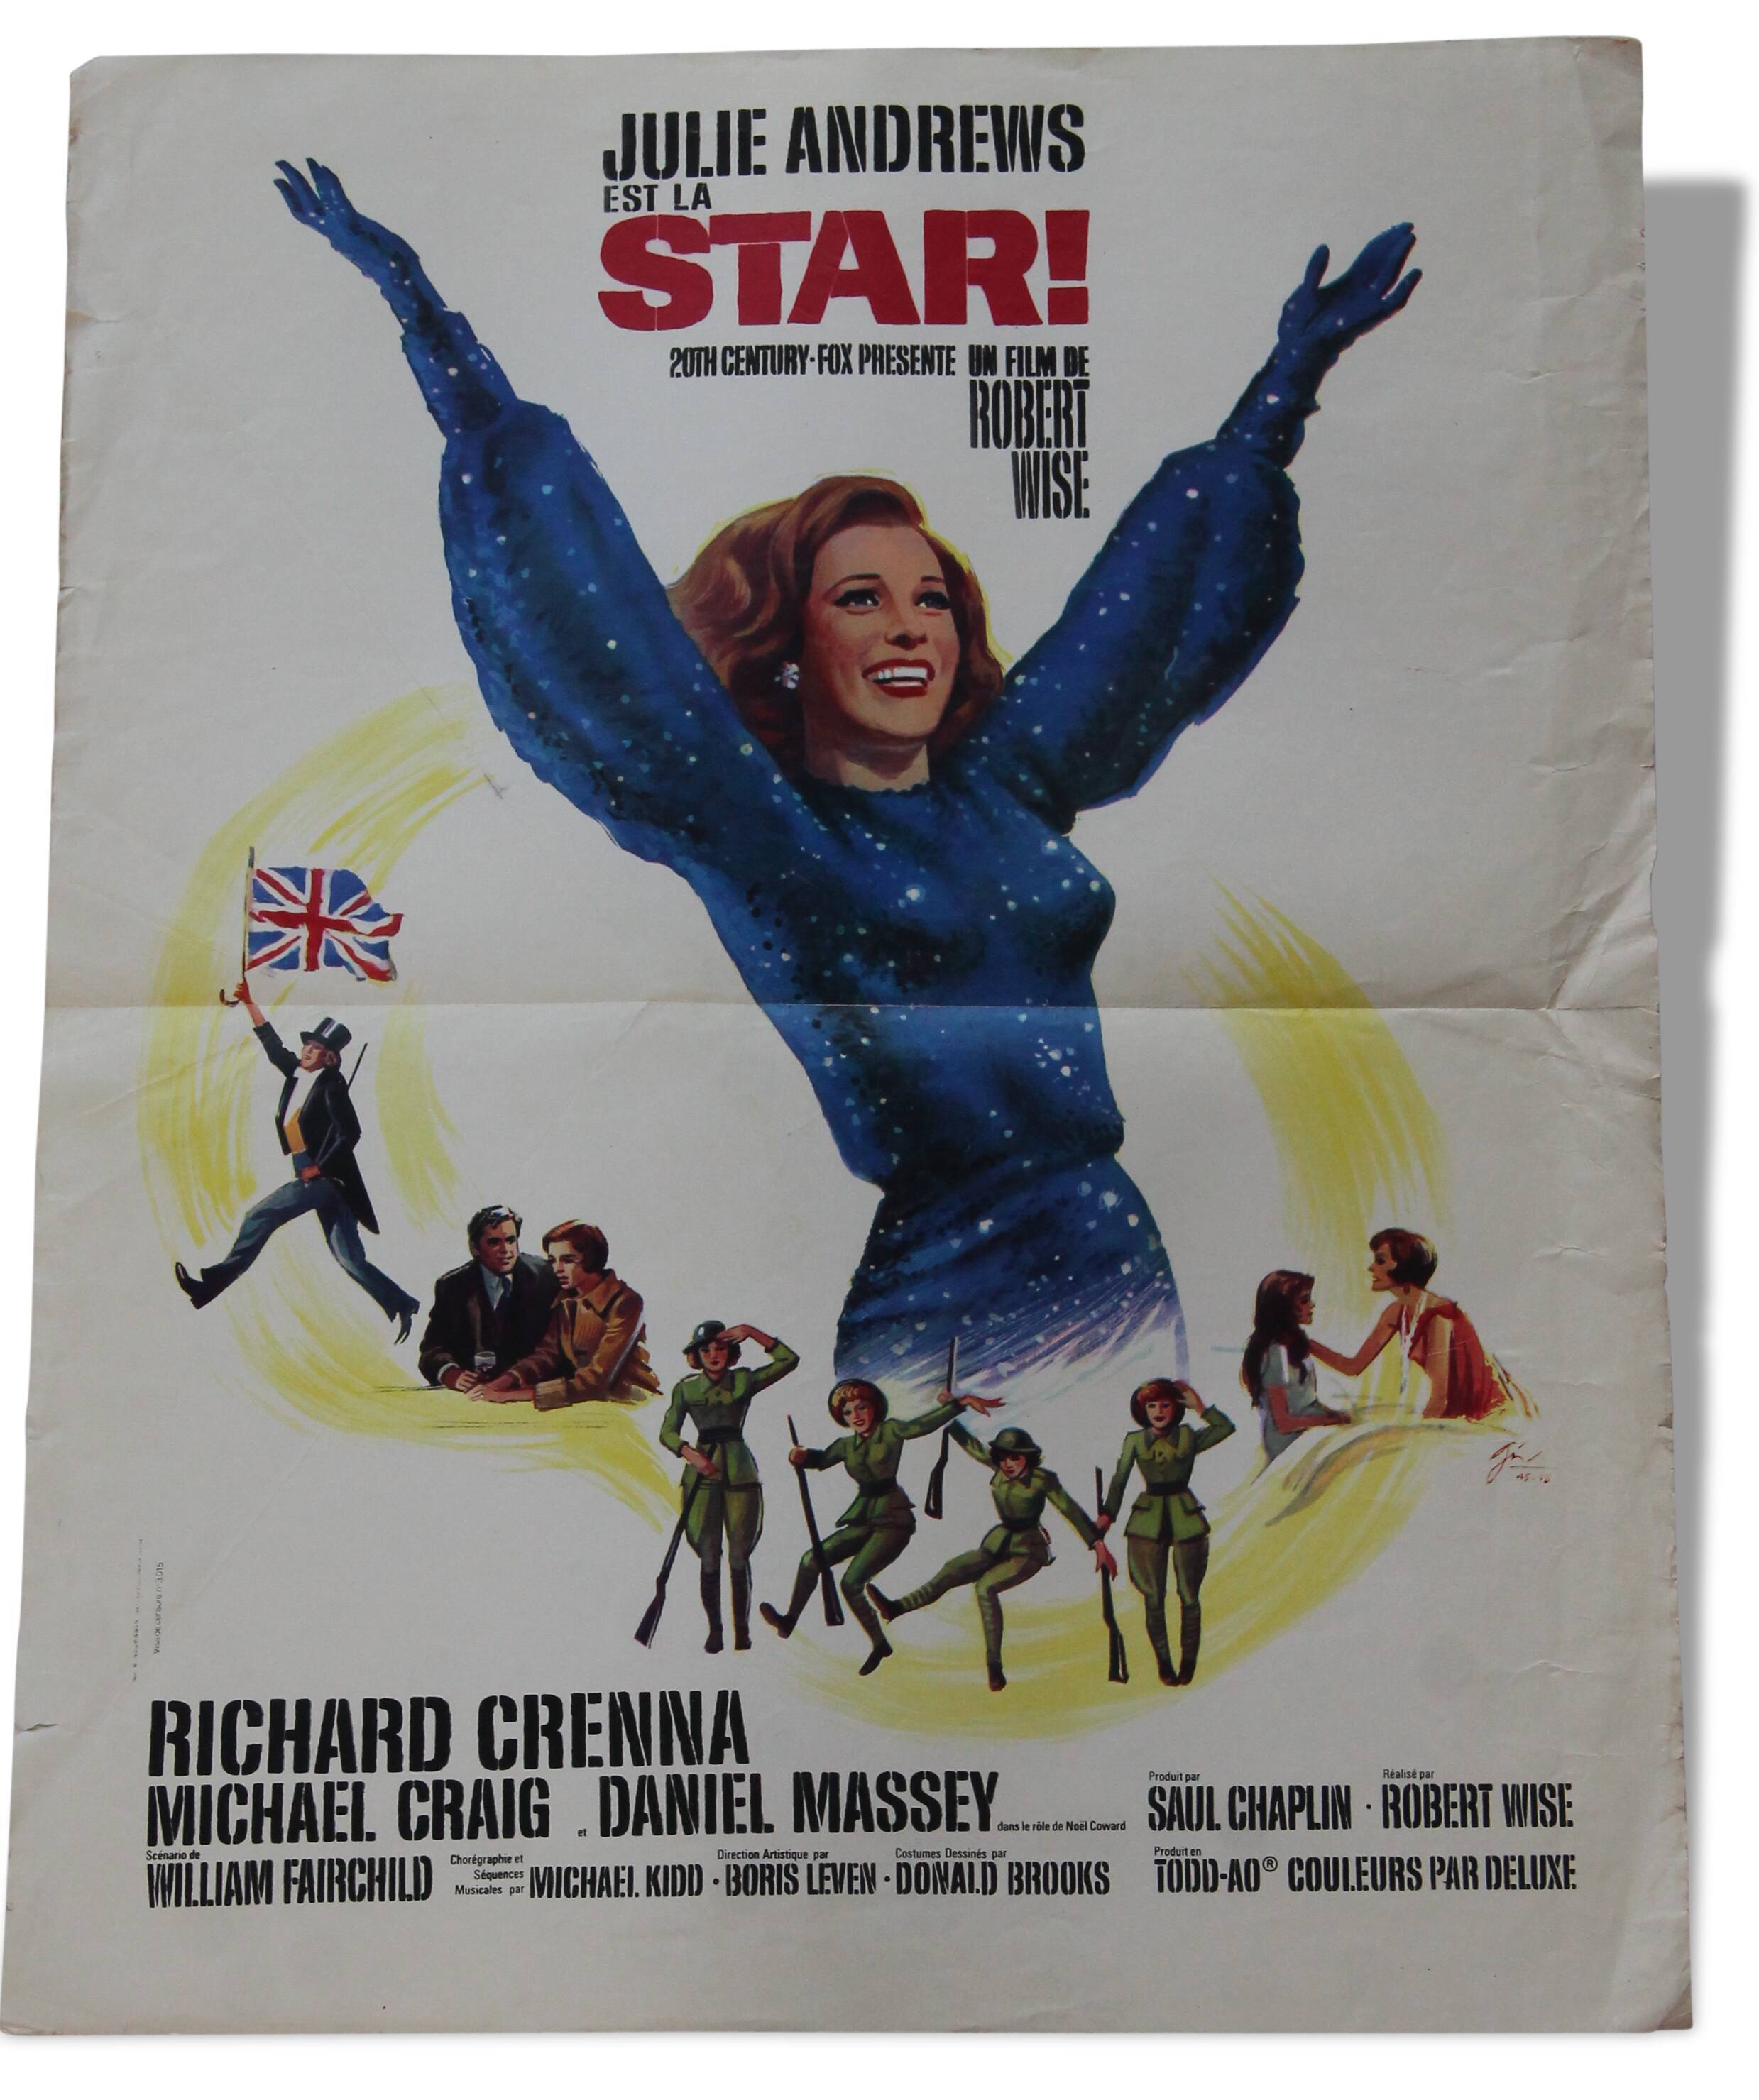 JULIE ANDREWS
EST LA
STAR!
20TH CENTURY-FOX PRESENTE UN FILM DE
ROBERT
WISE
RICHARD CRENNA
MICHAEL CRAIG et DANIEL MASSEY dans le rôle de Noël Coward
Produit par
SAUL CHAPLIN · Réalisé par
ROBERT WISE
Scénario de
WILLIAM FAIRCHILD
Chorégraphie et
Séquences
Musicales par
MICHAEL KIDD · Direction Artistique par
BORIS LEVEN · Costumes Dessinés par
DONALD BROOKS
Produit en
TODD-AO® COULEURS PAR DELUXE